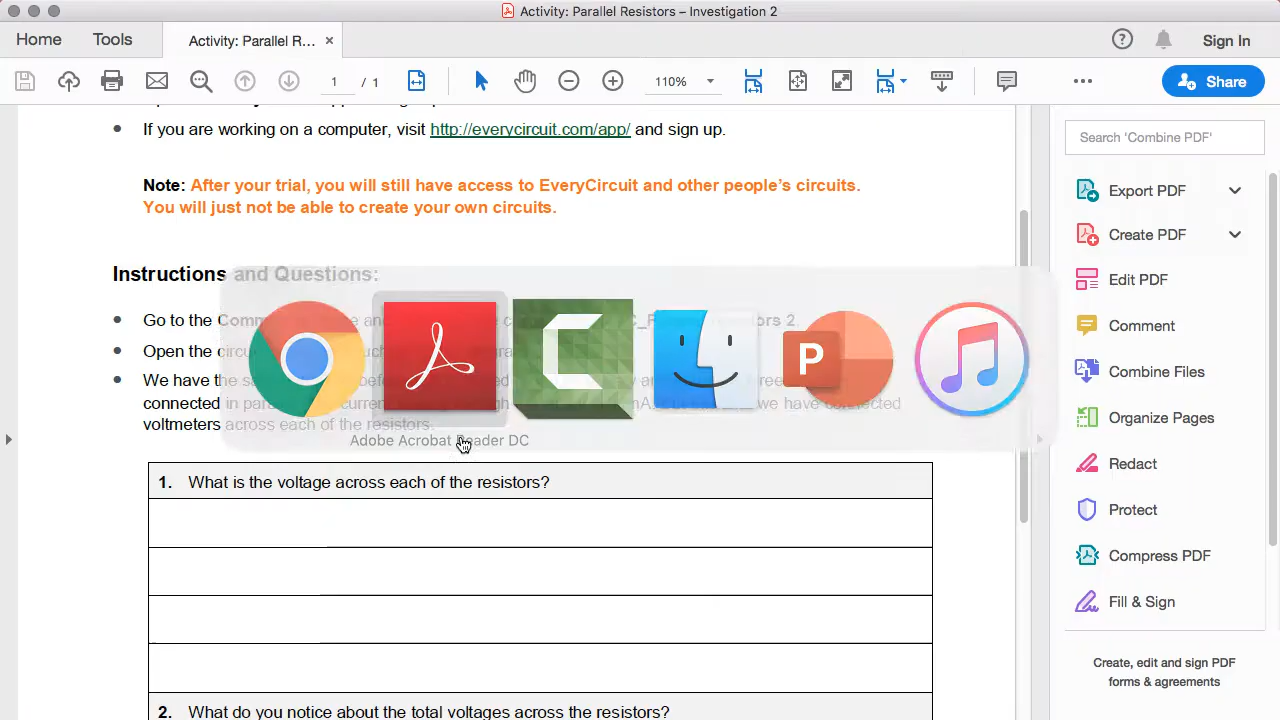 Activity: Parallel Resistors – Investigation 2
Home
Tools
Activity: Parallel R... ×
Sign In
1 / 1
110%
Share
If you are working on a computer, visit http://everycircuit.com/app/ and sign up.
Search 'Combine PDF'
Note: After your trial, you will still have access to EveryCircuit and other people's circuits.
You will just not be able to create your own circuits.
Export PDF
Create PDF
Instructions and Questions:
Edit PDF
Go to the
Comment
Open the
We have the
Combine Files
connected in
voltmeters across each of the resistors.
Organize Pages
Adobe Acrobat Reader DC
P
Redact
1. What is the voltage across each of the resistors?
Protect
Compress PDF
Fill & Sign
2. What do you notice about the total voltages across the resistors?
Create, edit and sign PDF
forms & agreements